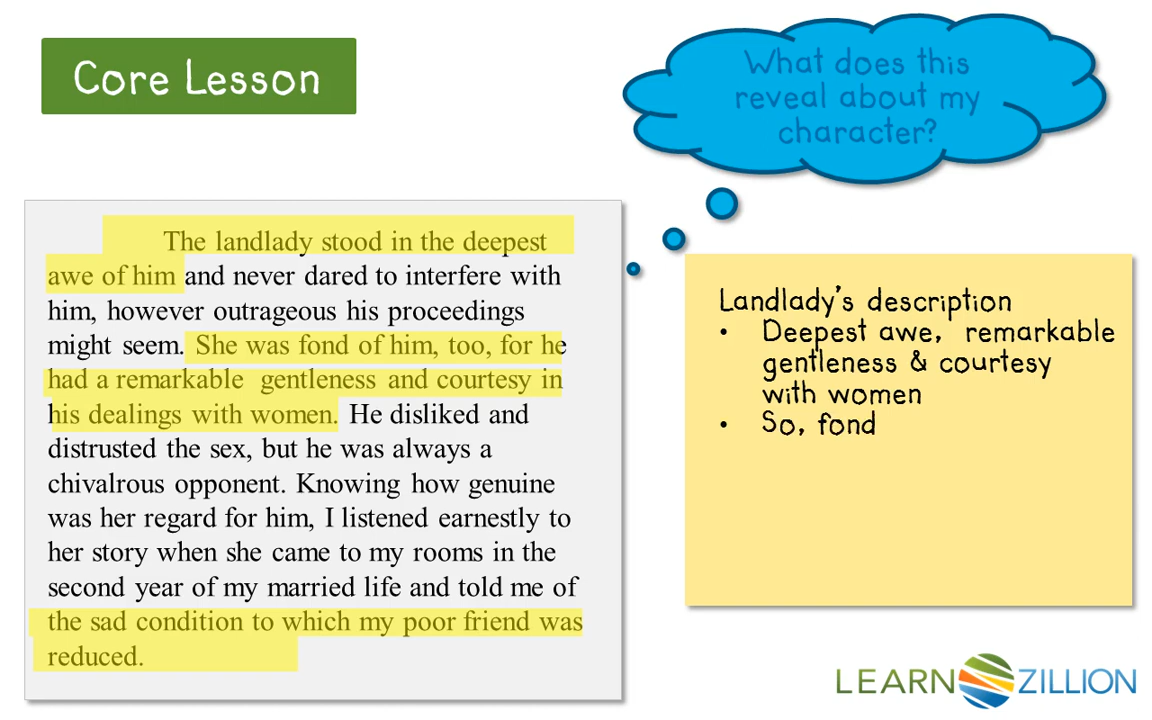 Core Lesson
What does this
reveal about my
character?
The landlady stood in the deepest
awe of him and never dared to interfere with
him, however outrageous his proceedings
might seem. She was fond of him, too, for he
had a remarkable gentleness and courtesy in
his dealings with women. He disliked and
distrusted the sex, but he was always a
chivalrous opponent. Knowing how genuine
was her regard for him, I listened earnestly to
her story when she came to my rooms in the
second year of my married life and told me of
the sad condition to which my poor friend was
reduced.
Landlady's description
• Deepest awe, remarkable
gentleness & courtesy
with women
• So, fond
LEARN ZILLION